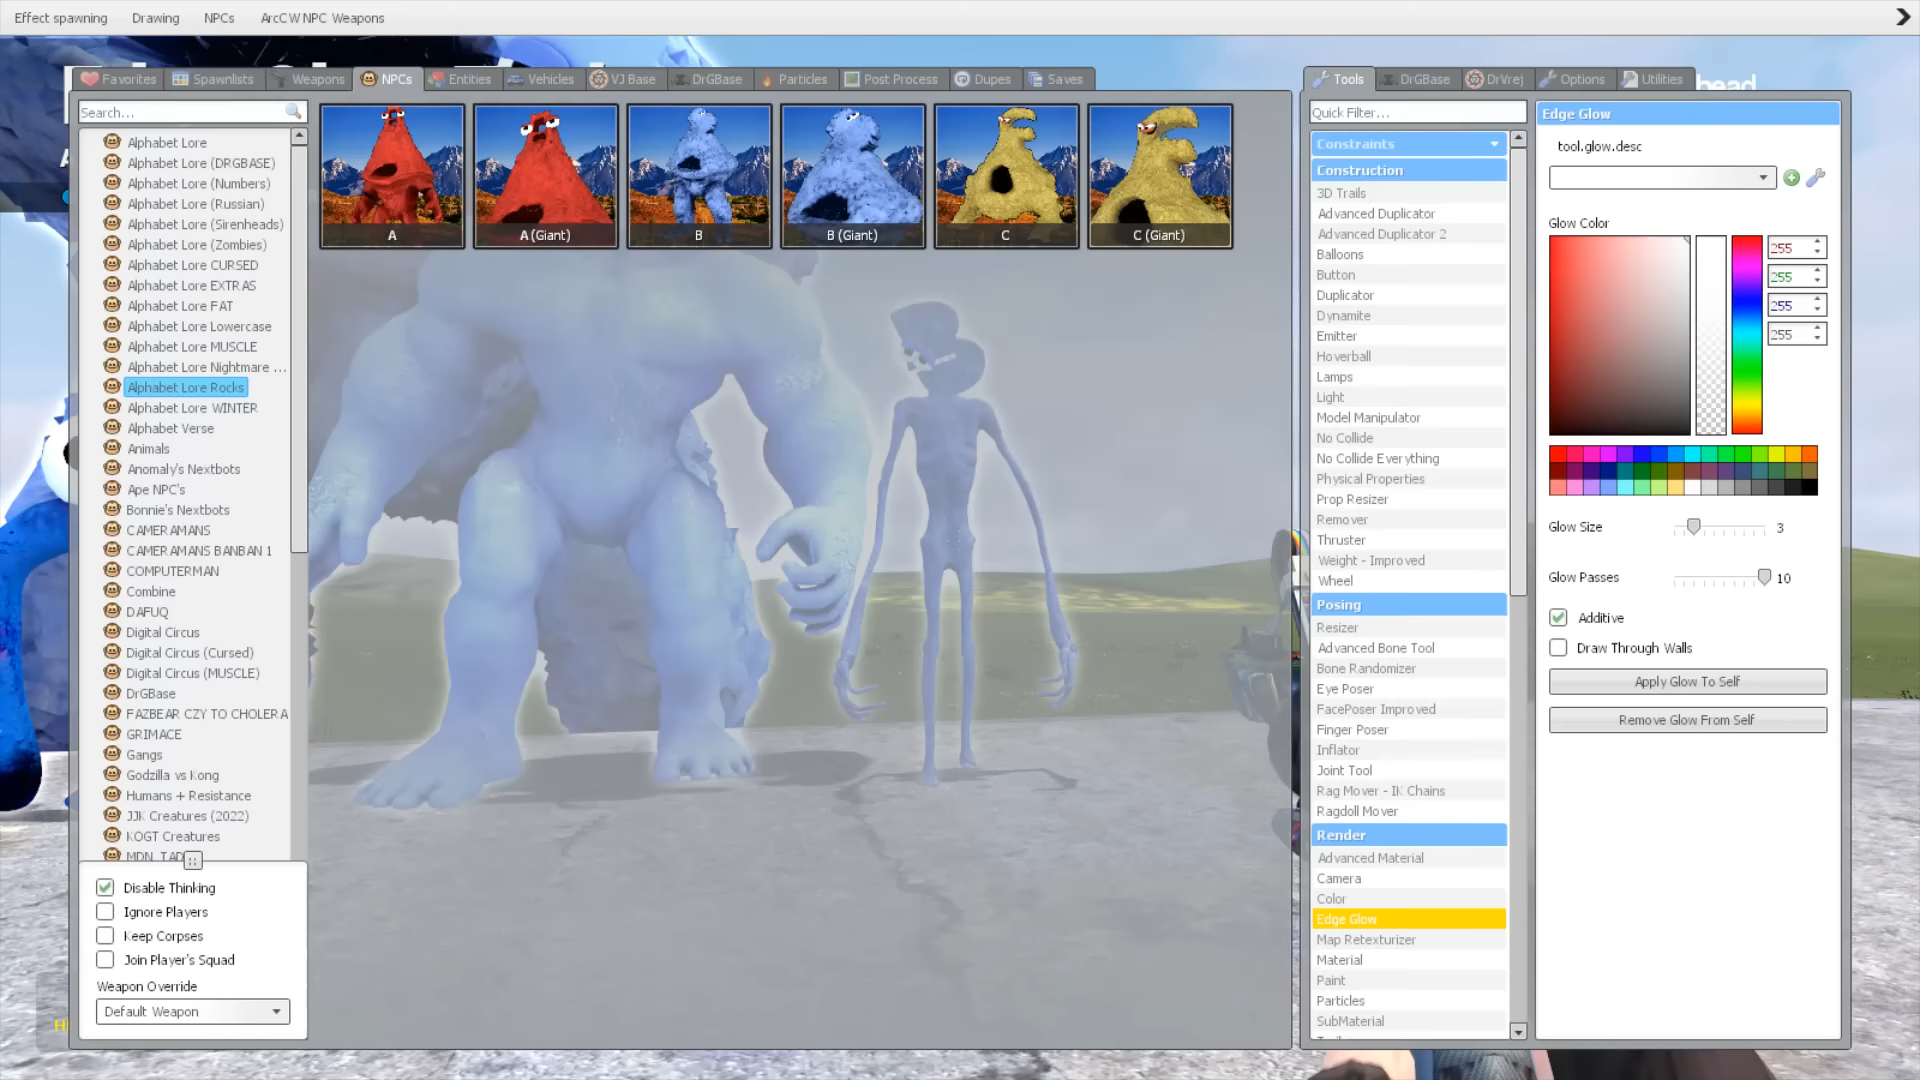 Effect spawning Drawing NPCs ArcCW NPC Weapons
Favorites Spawnlists Weapons NPCs Entities Vehicles VJ Base DrGBase Particles Post Process Dupes Saves
Search...
Alphabet Lore
Alphabet Lore (DRGBASE)
Alphabet Lore (Numbers)
Alphabet Lore (Russian)
Alphabet Lore (Sirenheads)
Alphabet Lore (Zombies)
Alphabet Lore CURSED
Alphabet Lore EXTRAS
Alphabet Lore FAT
Alphabet Lore Lowercase
Alphabet Lore MUSCLE
Alphabet Lore Nightmare ...
Alphabet Lore Rocks
Alphabet Lore WINTER
Alphabet Verse
Animals
Anomaly's Nextbots
Ape NPC's
Bonnie's Nextbots
CAMERAMANS
CAMERAMANS BANBAN 1
COMPUTERMAN
Combine
DAFUQ
Digital Circus
Digital Circus (Cursed)
Digital Circus (MUSCLE)
DrGBase
FAZBEAR CZY TO CHOLERA
GRIMACE
Gangs
Godzilla vs Kong
Humans + Resistance
JJK Creatures (2022)
KOGT Creatures
Disable Thinking
Ignore Players
Keep Corpses
Join Player's Squad
Weapon Override
Default Weapon
A A (Giant) B B (Giant) C C (Giant)
head
Tools DrGBase DrVrej Options Utilities
Quick Filter...
Constraints
Construction
3D Trails
Advanced Duplicator
Advanced Duplicator 2
Balloons
Button
Duplicator
Dynamite
Emitter
Hoverball
Lamps
Light
Model Manipulator
No Collide
No Collide Everything
Physical Properties
Prop Resizer
Remover
Thruster
Weight - Improved
Wheel
Posing
Resizer
Advanced Bone Tool
Bone Randomizer
Eye Poser
FacePoser Improved
Finger Poser
Inflator
Joint Tool
Rag Mover - IK Chains
Ragdoll Mover
Render
Advanced Material
Camera
Color
Edge Glow
Map Retexturizer
Material
Paint
Particles
SubMaterial
Edge Glow
tool.glow.desc
Glow Color
255
255
255
255
Glow Size 3
Glow Passes 10
Additive
Draw Through Walls
Apply Glow To Self
Remove Glow From Self